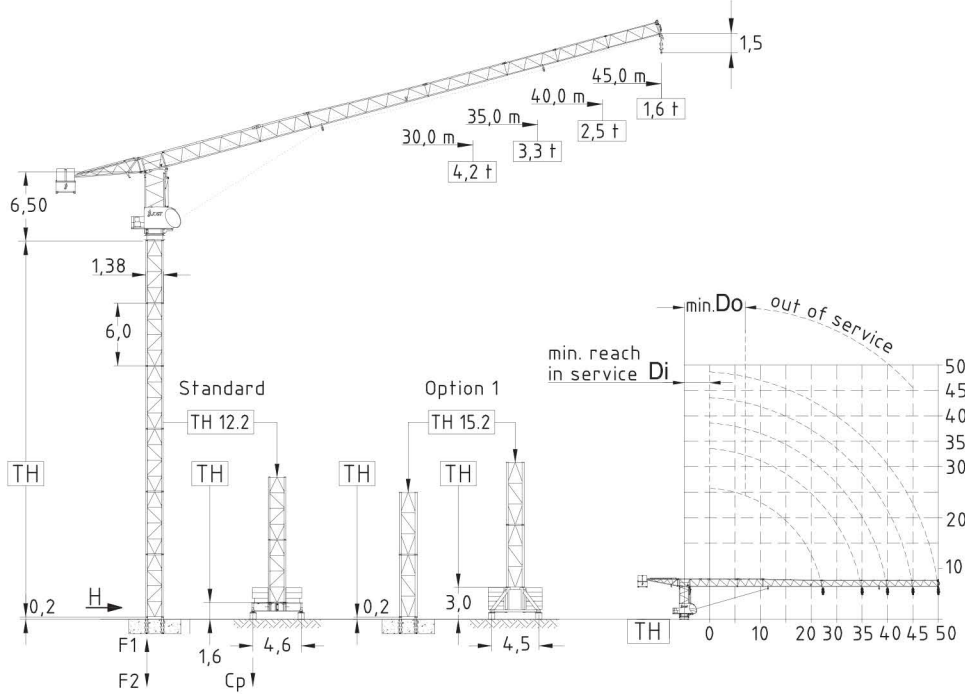 1,5
45,0 m
1,6 t
40,0 m
2,5 t
35,0 m
3,3 t
30,0 m
4,2 t
6,50
JOST
1,38
6,0
Standard
TH 12.2
Option 1
TH 15.2
TH
TH
TH
TH
0,2
H
F1
F2
1,6
4,6
Cp
0,2
3,0
4,5
min. Do
out of service
min. reach
in service Di
50
45
40
35
30
20
10
TH
0 10 20 30 35 40 45 50